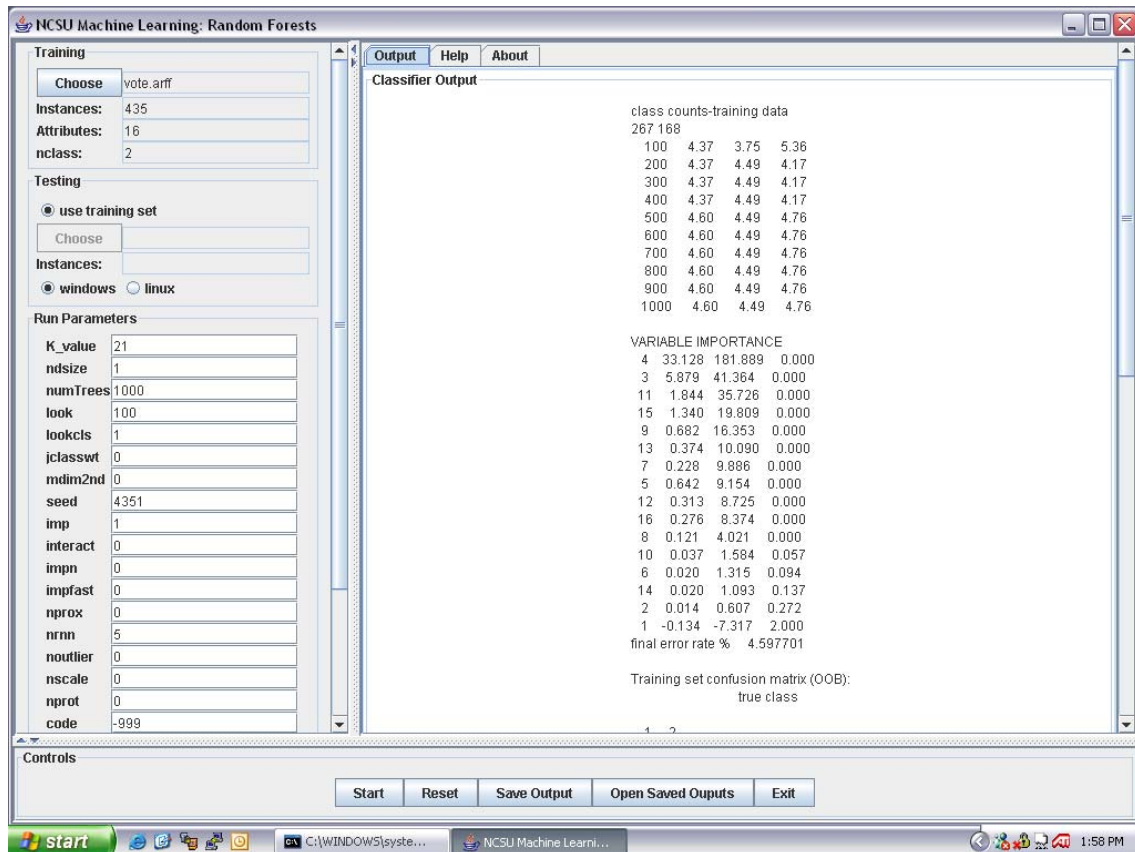 NCSU Machine Learning: Random Forests
Training
Choose vote.arff
Instances: 435
Attributes: 16
nclass: 2
Testing
use training set
Choose
Instances:
windows linux
Run Parameters
K_value 21
ndsize 1
numTrees 1000
look 100
lookcls 1
jclasswt 0
mdim2nd 0
seed 4351
imp 1
interact 0
impn 0
impfast 0
nprox 0
nrnn 5
noutlier 0
nscale 0
nprot 0
code -999
Output Help About
Classifier Output
class counts-training data
267 168
100 4.37 3.75 5.36
200 4.37 4.49 4.17
300 4.37 4.49 4.17
400 4.37 4.49 4.17
500 4.60 4.49 4.76
600 4.60 4.49 4.76
700 4.60 4.49 4.76
800 4.60 4.49 4.76
900 4.60 4.49 4.76
1000 4.60 4.49 4.76
VARIABLE IMPORTANCE
4 33.128 181.889 0.000
3 5.879 41.364 0.000
11 1.844 35.726 0.000
15 1.340 19.809 0.000
9 0.682 16.353 0.000
13 0.374 10.090 0.000
7 0.228 9.886 0.000
5 0.642 9.154 0.000
12 0.313 8.725 0.000
16 0.276 8.374 0.000
8 0.121 4.021 0.000
10 0.037 1.584 0.057
6 0.020 1.315 0.094
14 0.020 1.093 0.137
2 0.014 0.607 0.272
1 -0.134 -7.317 2.000
final error rate % 4.597701
Training set confusion matrix (OOB):
true class
1 2
Controls
Start Reset Save Output Open Saved Ouputs Exit
start C:\WINDOWS\syste... NCSU Machine Learni... 1:58 PM